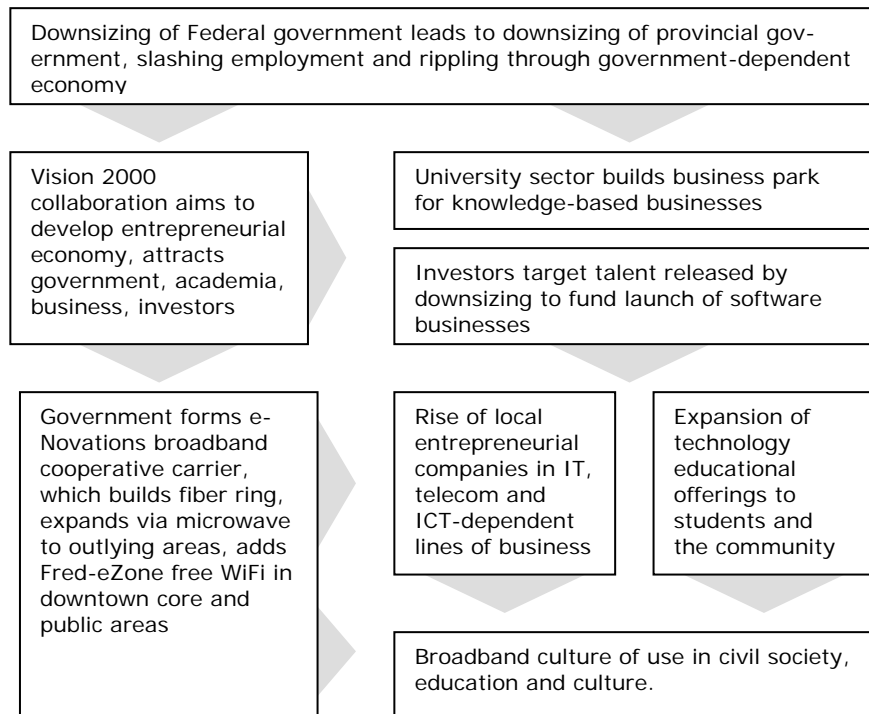 Downsizing of Federal government leads to downsizing of provincial gov-
ernment, slashing employment and rippling through government-dependent
economy
Vision 2000
collaboration aims to
develop entrepreneurial
economy, attracts
government, academia,
business, investors
University sector builds business park
for knowledge-based businesses
Investors target talent released by
downsizing to fund launch of software
businesses
Government forms e-
Novations broadband
cooperative carrier,
which builds fiber ring,
expands via microwave
to outlying areas, adds
Fred-eZone free WiFi in
downtown core and
public areas
Rise of local
entrepreneurial
companies in IT,
telecom and
ICT-dependent
lines of business
Expansion of
technology
educational
offerings to
students and
the community
Broadband culture of use in civil society,
education and culture.